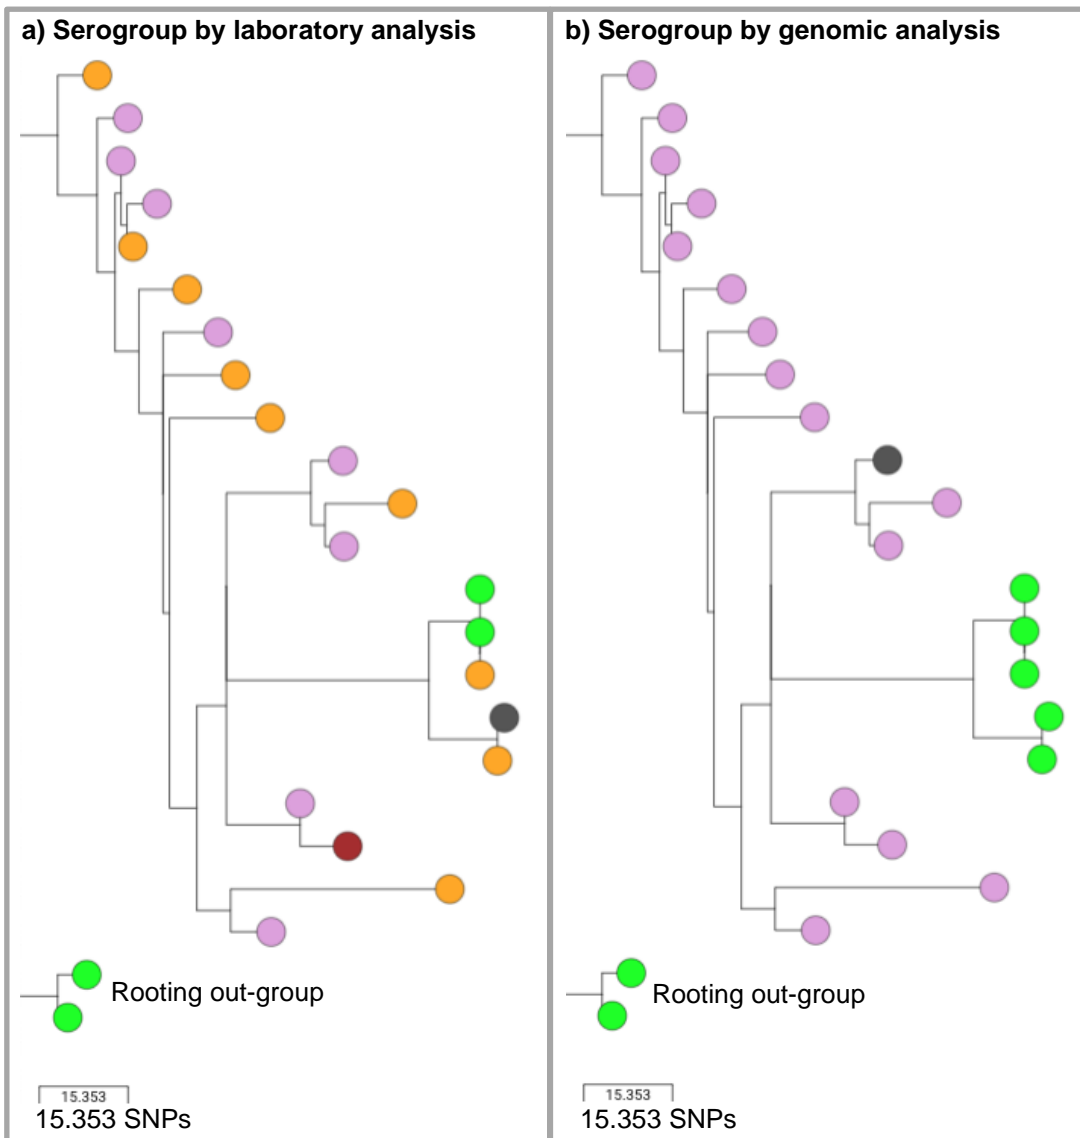 a) Serogroup by laboratory analysis
b) Serogroup by genomic analysis
Rooting out-group
Rooting out-group
15.353
15.353 SNPs
15.353
15.353 SNPs